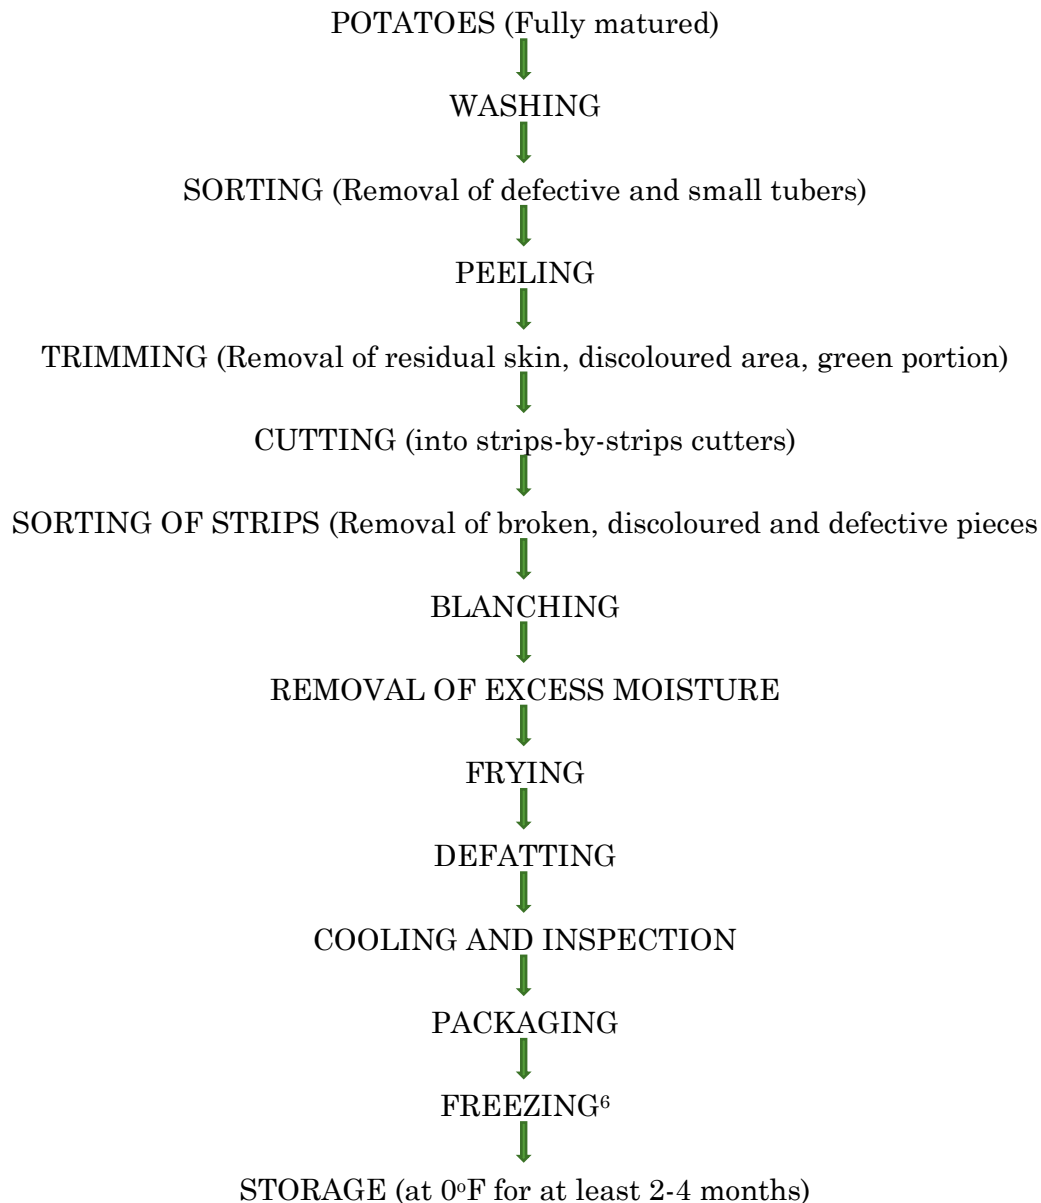 POTATOES (Fully matured)
WASHING
SORTING (Removal of defective and small tubers)
PEELING
TRIMMING (Removal of residual skin, discoloured area, green portion)
CUTTING (into strips-by-strips cutters)
SORTING OF STRIPS (Removal of broken, discoloured and defective pieces
BLANCHING
REMOVAL OF EXCESS MOISTURE
FRYING
DEFATTING
COOLING AND INSPECTION
PACKAGING
FREEZING⁶
STORAGE (at 0ºF for at least 2-4 months)